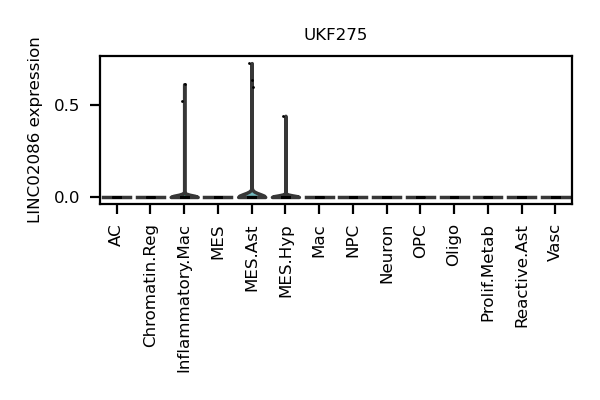 UKF275
LINC02086 expression
0.5
0.0
AC
Chromatin.Reg
Inflammatory.Mac
MES
MES.Ast
MES.Hyp
Mac
NPC
Neuron
OPC
Oligo
Prolif.Metab
Reactive.Ast
Vasc